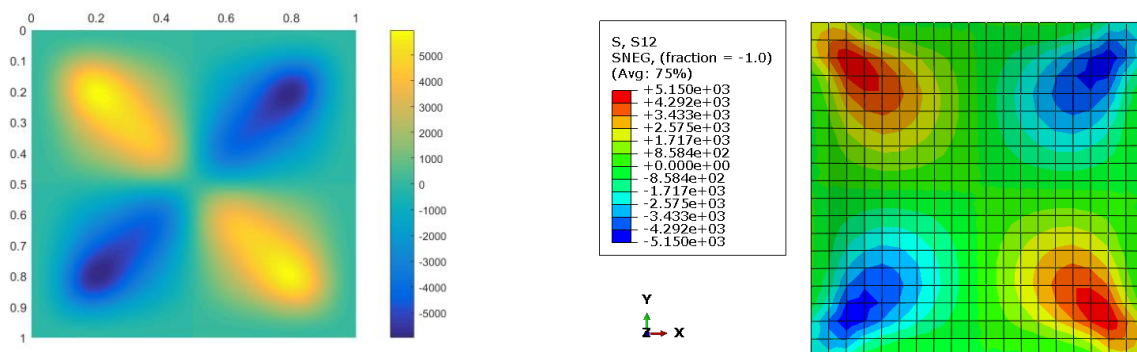 0 0.2 0.4 0.6 0.8 1
0
0.1
0.2
0.3
0.4
0.5
0.6
0.7
0.8
0.9
1
5000
4000
3000
2000
1000
0
-1000
-2000
-3000
-4000
-5000
S, S12
SNEG, (fraction = -1.0)
(Avg: 75%)
+5.150e+03
+4.292e+03
+3.433e+03
+2.575e+03
+1.717e+03
+8.584e+02
+0.000e+00
-8.584e+02
-1.717e+03
-2.575e+03
-3.433e+03
-4.292e+03
-5.150e+03
Y
Z X